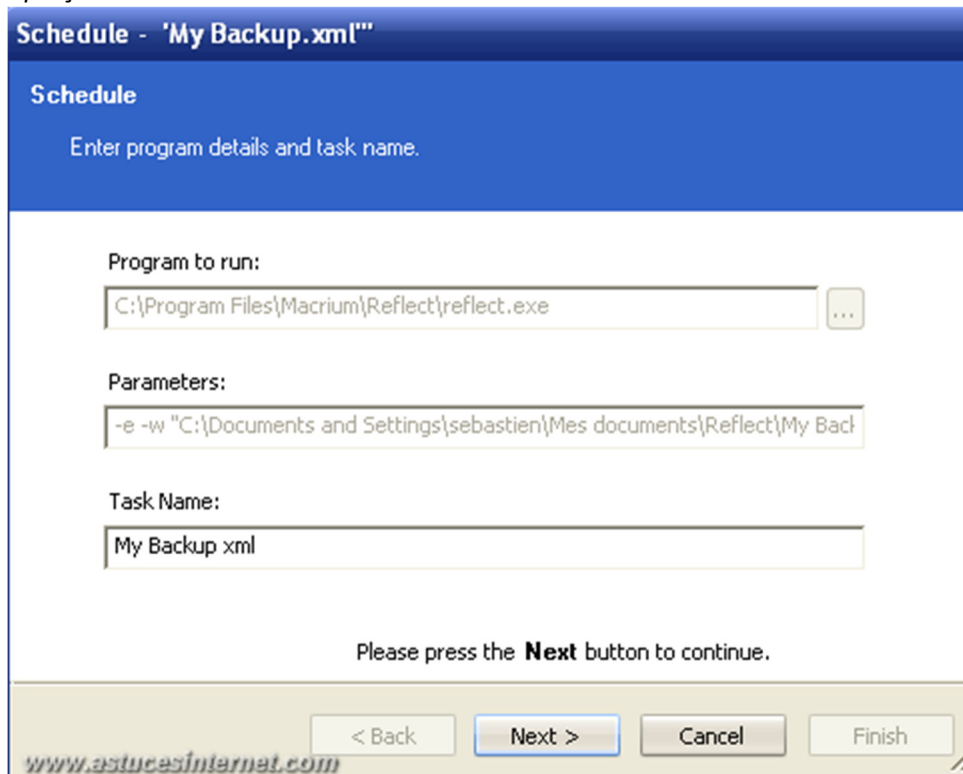 Schedule - 'My Backup.xml'"
Schedule
Enter program details and task name.
Program to run:
C:\Program Files\Macrium\Reflect\reflect.exe
...
Parameters:
-e -w "C:\Documents and Settings\sebastien\Mes documents\Reflect\My Back
Task Name:
My Backup xml
Please press the Next button to continue.
< Back Next > Cancel Finish
www.astucesinternet.com